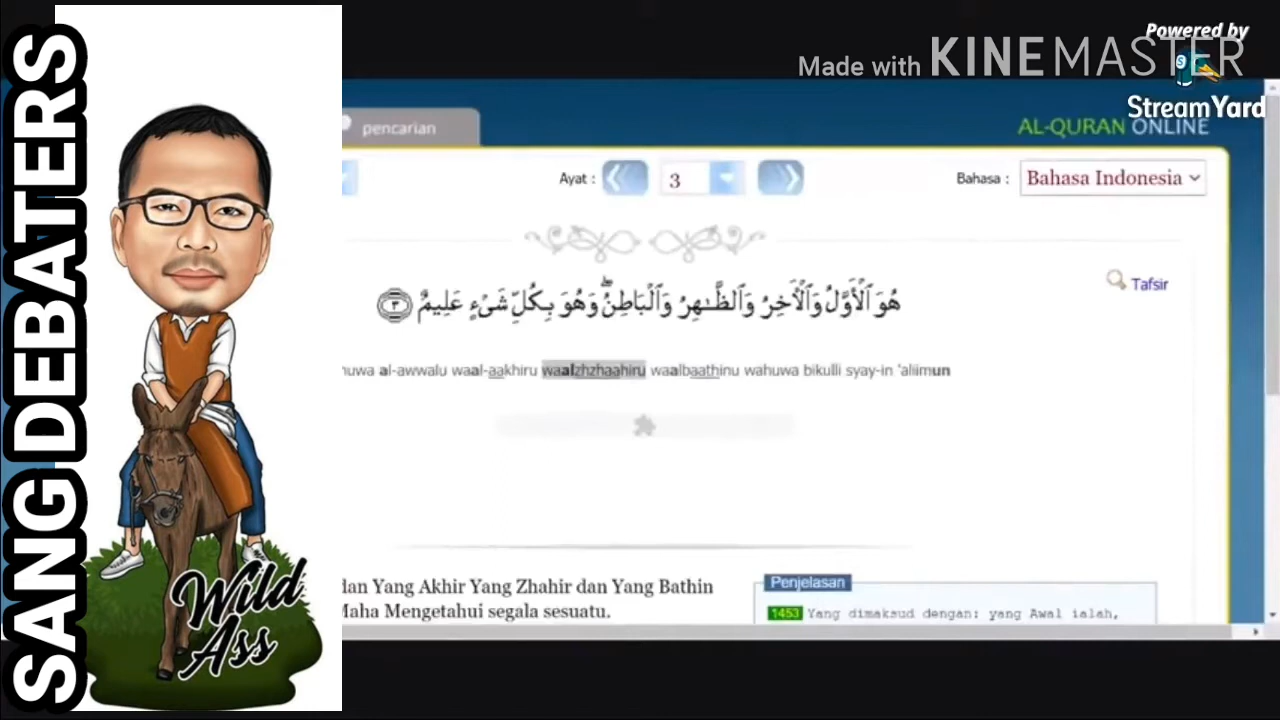 SANG DEBATERS
Powered by
Made with KINEMASTER
StreamYard
pencarian
AL-QURAN ONLINE
Ayat :
3
Bahasa :
Bahasa Indonesia
Tafsir
هُوَ ٱلْأَوَّلُ وَٱلْأَخِرُ وَٱلظَّـٰهِرُ وَٱلْبَاطِنُ ۖ وَهُوَ بِكُلِّ شَىْءٍ عَلِيمٌ ٣
huwa al-awwalu waal-aakhiru waalzhzhaahiru waalbaathinu wahuwa bikulli syay-in 'aliimun
dan Yang Akhir Yang Zhahir dan Yang Bathin
Maha Mengetahui segala sesuatu.
Penjelasan
1453 Yang dimaksud dengan: yang Awal ialah,
Wild
Ass